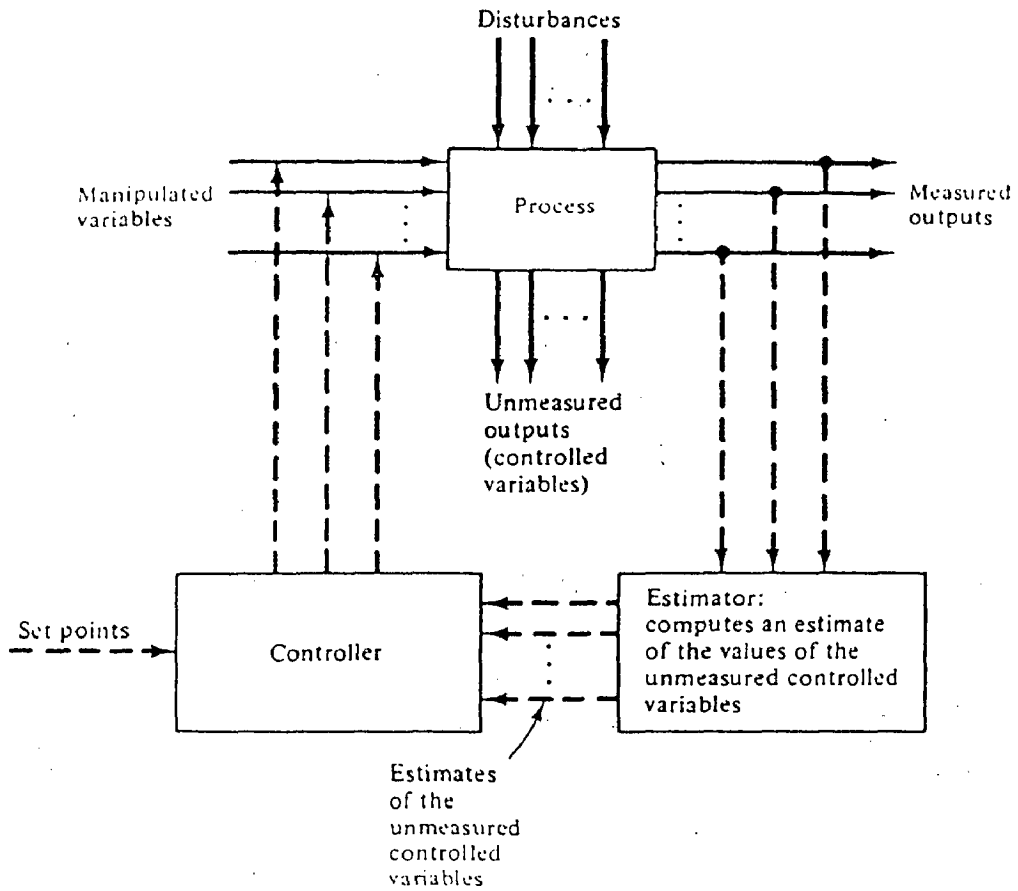 Disturbances
Manipulated
variables
Process
Measured
outputs
Unmeasured
outputs
(controlled
variables)
Set points
Controller
Estimator:
computes an estimate
of the values of the
unmeasured controlled
variables
Estimates
of the
unmeasured
controlled
variables